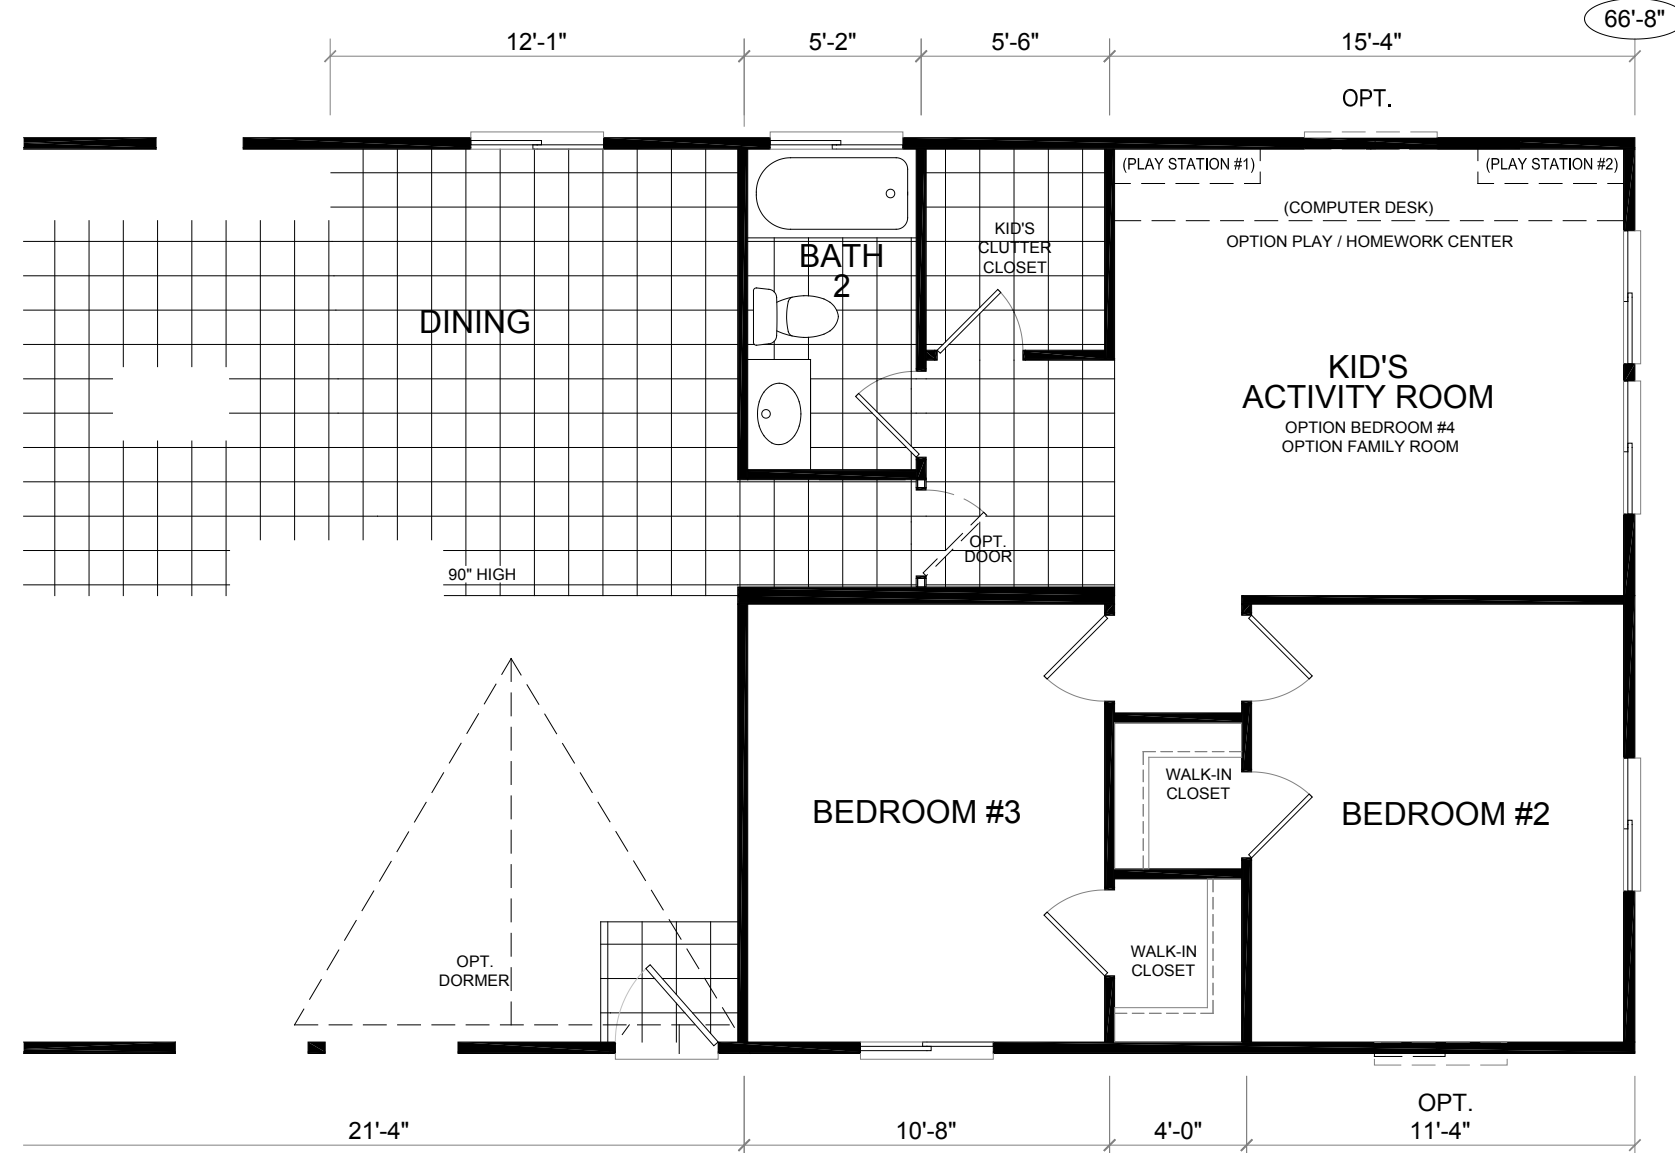 66'-8"
12'-1"
5'-2"
5'-6"
15'-4"
OPT.
(PLAY STATION #1)
(PLAY STATION #2)
(COMPUTER DESK)
OPTION PLAY / HOMEWORK CENTER
KID'S
CLUTTER
CLOSET
BATH
2
DINING
KID'S
ACTIVITY ROOM
OPTION BEDROOM #4
OPTION FAMILY ROOM
OPT.
DOOR
90" HIGH
WALK-IN
CLOSET
BEDROOM #3
BEDROOM #2
WALK-IN
CLOSET
OPT.
DORMER
OPT.
21'-4"
10'-8"
4'-0"
11'-4"